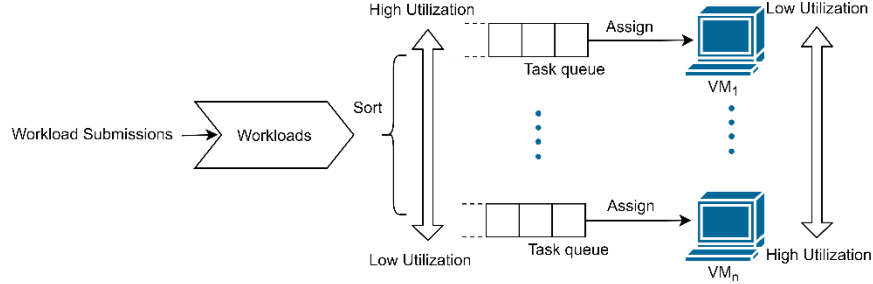 High Utilization
Assign
Low Utilization
Task queue
VM1
Sort
Workload Submissions
Workloads
Assign
Low Utilization
Task queue
High Utilization
VMn